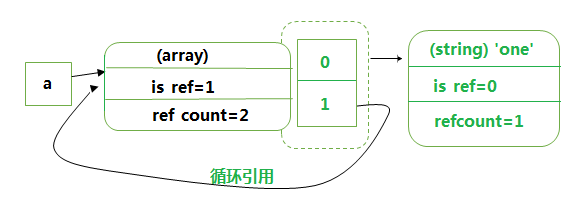 a
(array)
is ref=1
ref count=2
0
1
(string) 'one'
is ref=0
refcount=1
循环引用